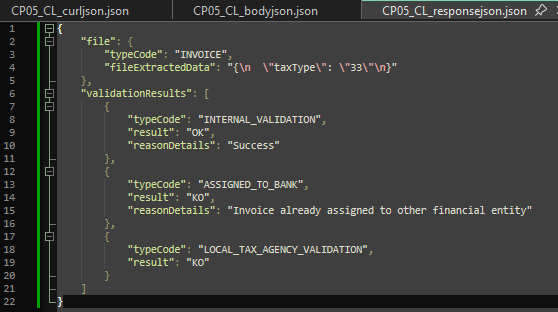 CP05_CL_curljson.json CP05_CL_bodyjson.json CP05_CL_responsejson.json
1 {
2 "file": {
3 "typeCode": "INVOICE",
4 "fileExtractedData": "{\n  \"taxType\": \"33\"\n}"
5 },
6 "validationResults": [
7 {
8 "typeCode": "INTERNAL_VALIDATION",
9 "result": "OK",
10 "reasonDetails": "Success"
11 },
12 {
13 "typeCode": "ASSIGNED_TO_BANK",
14 "result": "KO",
15 "reasonDetails": "Invoice already assigned to other financial entity"
16 },
17 {
18 "typeCode": "LOCAL_TAX_AGENCY_VALIDATION",
19 "result": "KO"
20 }
21 ]
22 }